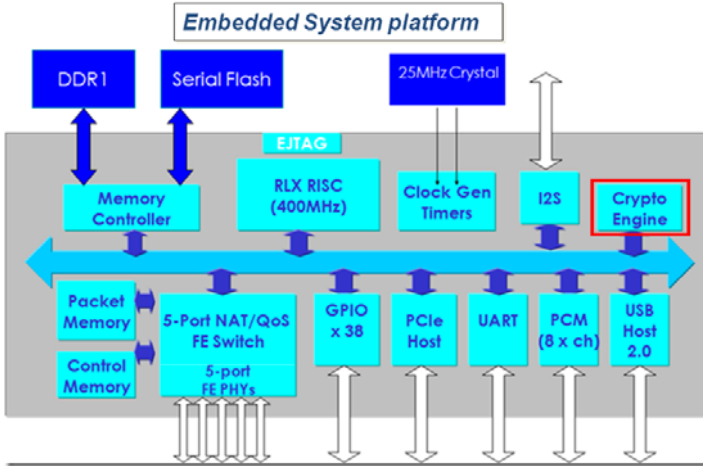 Embedded System platform
DDR1
Serial Flash
25MHz Crystal
EJTAG
Memory
Controller
RLX RISC
(400MHz)
Clock Gen
Timers
I2S
Crypto
Engine
Packet
Memory
Control
Memory
5-Port NAT/QoS
FE Switch
5-port
FE PHYs
GPIO
x 38
PCIe
Host
UART
PCM
(8 x ch)
USB
Host
2.0